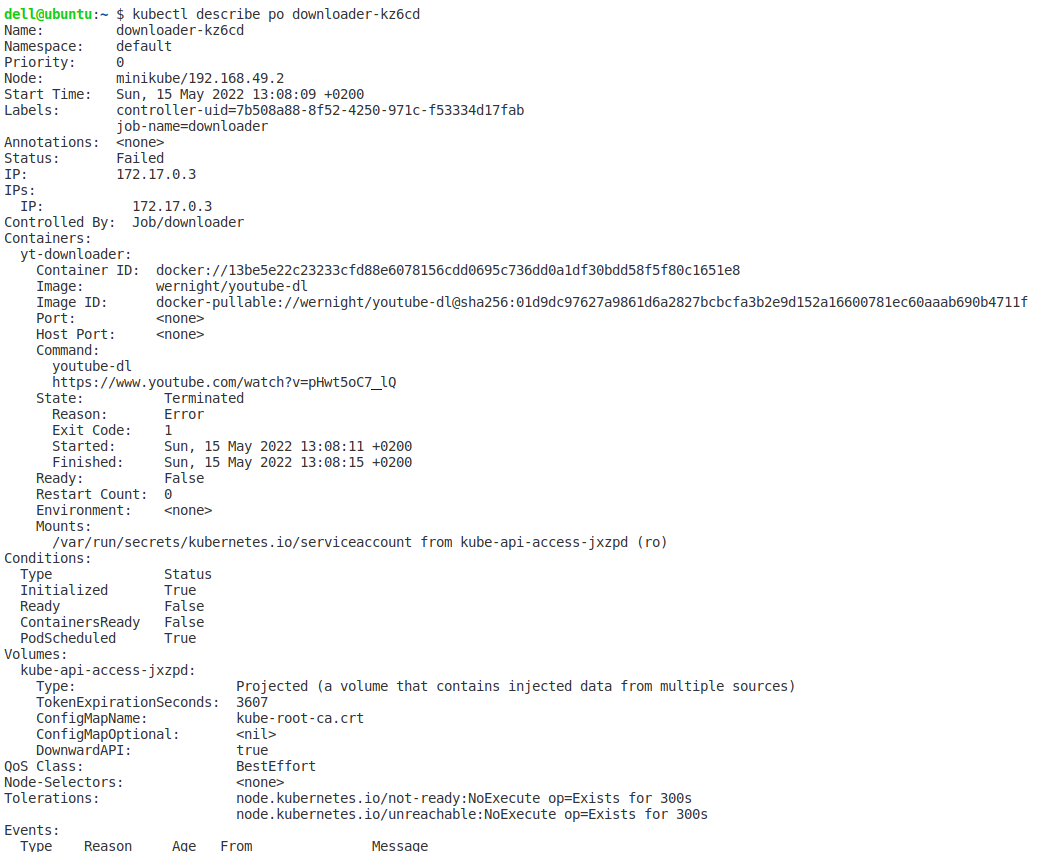 dell@ubuntu:~ $ kubectl describe po downloader-kz6cd
Name:         downloader-kz6cd
Namespace:    default
Priority:     0
Node:         minikube/192.168.49.2
Start Time:   Sun, 15 May 2022 13:08:09 +0200
Labels:       controller-uid=7b508a88-8f52-4250-971c-f53334d17fab
              job-name=downloader
Annotations:  <none>
Status:       Failed
IP:           172.17.0.3
IPs:
  IP:           172.17.0.3
Controlled By:  Job/downloader
Containers:
  yt-downloader:
    Container ID:  docker://13be5e22c23233cfd88e6078156cdd0695c736dd0a1df30bdd58f5f80c1651e8
    Image:         wernight/youtube-dl
    Image ID:      docker-pullable://wernight/youtube-dl@sha256:01d9dc97627a9861d6a2827bcbcfa3b2e9d152a16600781ec60aaab690b4711f
    Port:          <none>
    Host Port:     <none>
    Command:
      youtube-dl
      https://www.youtube.com/watch?v=pHwt5oC7_lQ
    State:          Terminated
      Reason:       Error
      Exit Code:    1
      Started:      Sun, 15 May 2022 13:08:11 +0200
      Finished:     Sun, 15 May 2022 13:08:15 +0200
    Ready:          False
    Restart Count:  0
    Environment:    <none>
    Mounts:
      /var/run/secrets/kubernetes.io/serviceaccount from kube-api-access-jxzpd (ro)
Conditions:
  Type              Status
  Initialized       True
  Ready             False
  ContainersReady   False
  PodScheduled      True
Volumes:
  kube-api-access-jxzpd:
    Type:                    Projected (a volume that contains injected data from multiple sources)
    TokenExpirationSeconds:  3607
    ConfigMapName:           kube-root-ca.crt
    ConfigMapOptional:       <nil>
    DownwardAPI:             true
QoS Class:                   BestEffort
Node-Selectors:              <none>
Tolerations:                 node.kubernetes.io/not-ready:NoExecute op=Exists for 300s
                             node.kubernetes.io/unreachable:NoExecute op=Exists for 300s
Events:
  Type    Reason     Age   From               Message